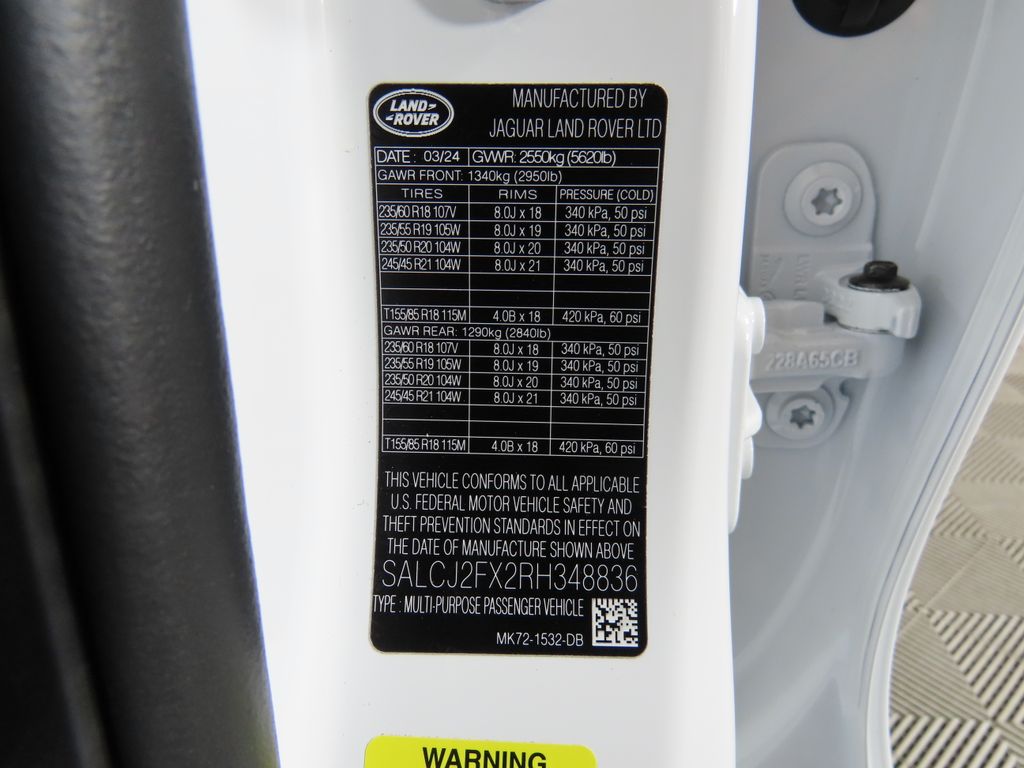 LAND-
-ROVER
MANUFACTURED BY
JAGUAR LAND ROVER LTD
DATE : 03/24 GVWR: 2550kg (5620lb)
GAWR FRONT: 1340kg (2950lb)
TIRES RIMS PRESSURE (COLD)
235/60 R18 107V 8.0J x 18 340 kPa, 50 psi
235/55 R19 105W 8.0J x 19 340 kPa, 50 psi
235/50 R20 104W 8.0J x 20 340 kPa, 50 psi
245/45 R21 104W 8.0J x 21 340 kPa, 50 psi
T155/85 R18 115M 4.0B x 18 420 kPa, 60 psi
GAWR REAR: 1290kg (2840lb)
235/60 R18 107V 8.0J x 18 340 kPa, 50 psi
235/55 R19 105W 8.0J x 19 340 kPa, 50 psi
235/50 R20 104W 8.0J x 20 340 kPa, 50 psi
245/45 R21 104W 8.0J x 21 340 kPa, 50 psi
T155/85 R18 115M 4.0B x 18 420 kPa, 60 psi
THIS VEHICLE CONFORMS TO ALL APPLICABLE
U.S. FEDERAL MOTOR VEHICLE SAFETY AND
THEFT PREVENTION STANDARDS IN EFFECT ON
THE DATE OF MANUFACTURE SHOWN ABOVE
SALCJ2FX2RH348836
TYPE : MULTI-PURPOSE PASSENGER VEHICLE
MK72-1532-DB
WARNING
228A65CB